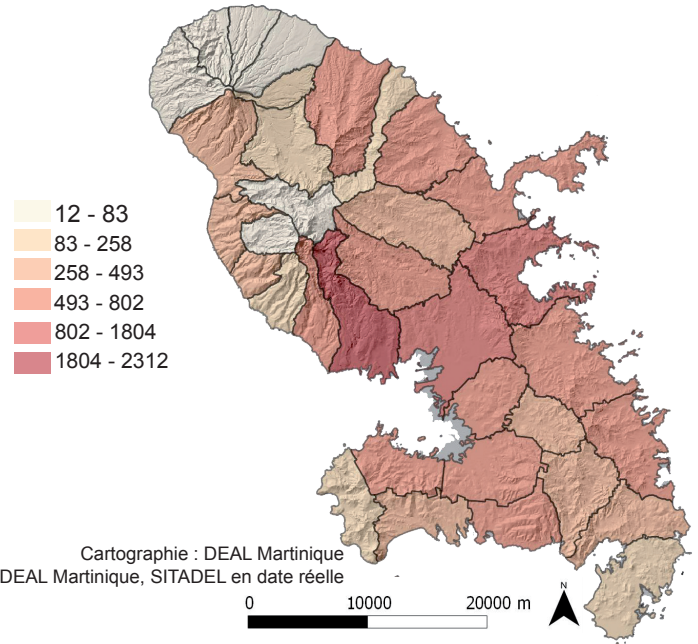 12 - 83
83 - 258
258 - 493
493 - 802
802 - 1804
1804 - 2312
Cartographie : DEAL Martinique
DEAL Martinique, SITADEL en date réelle
0 10000 20000 m
N